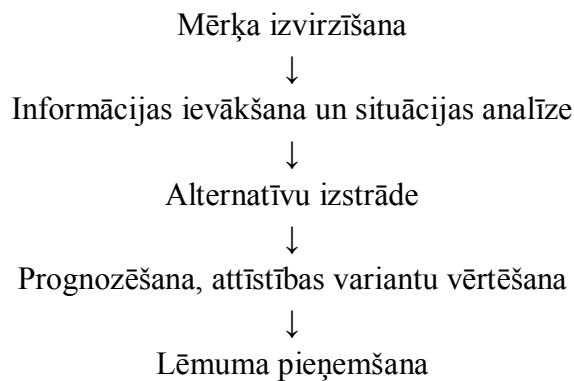 Mērķa izvirzīšana
↓
Informācijas ievākšana un situācijas analīze
↓
Alternatīvu izstrāde
↓
Prognozēšana, attīstības variantu vērtēšana
↓
Lēmuma pieņemšana